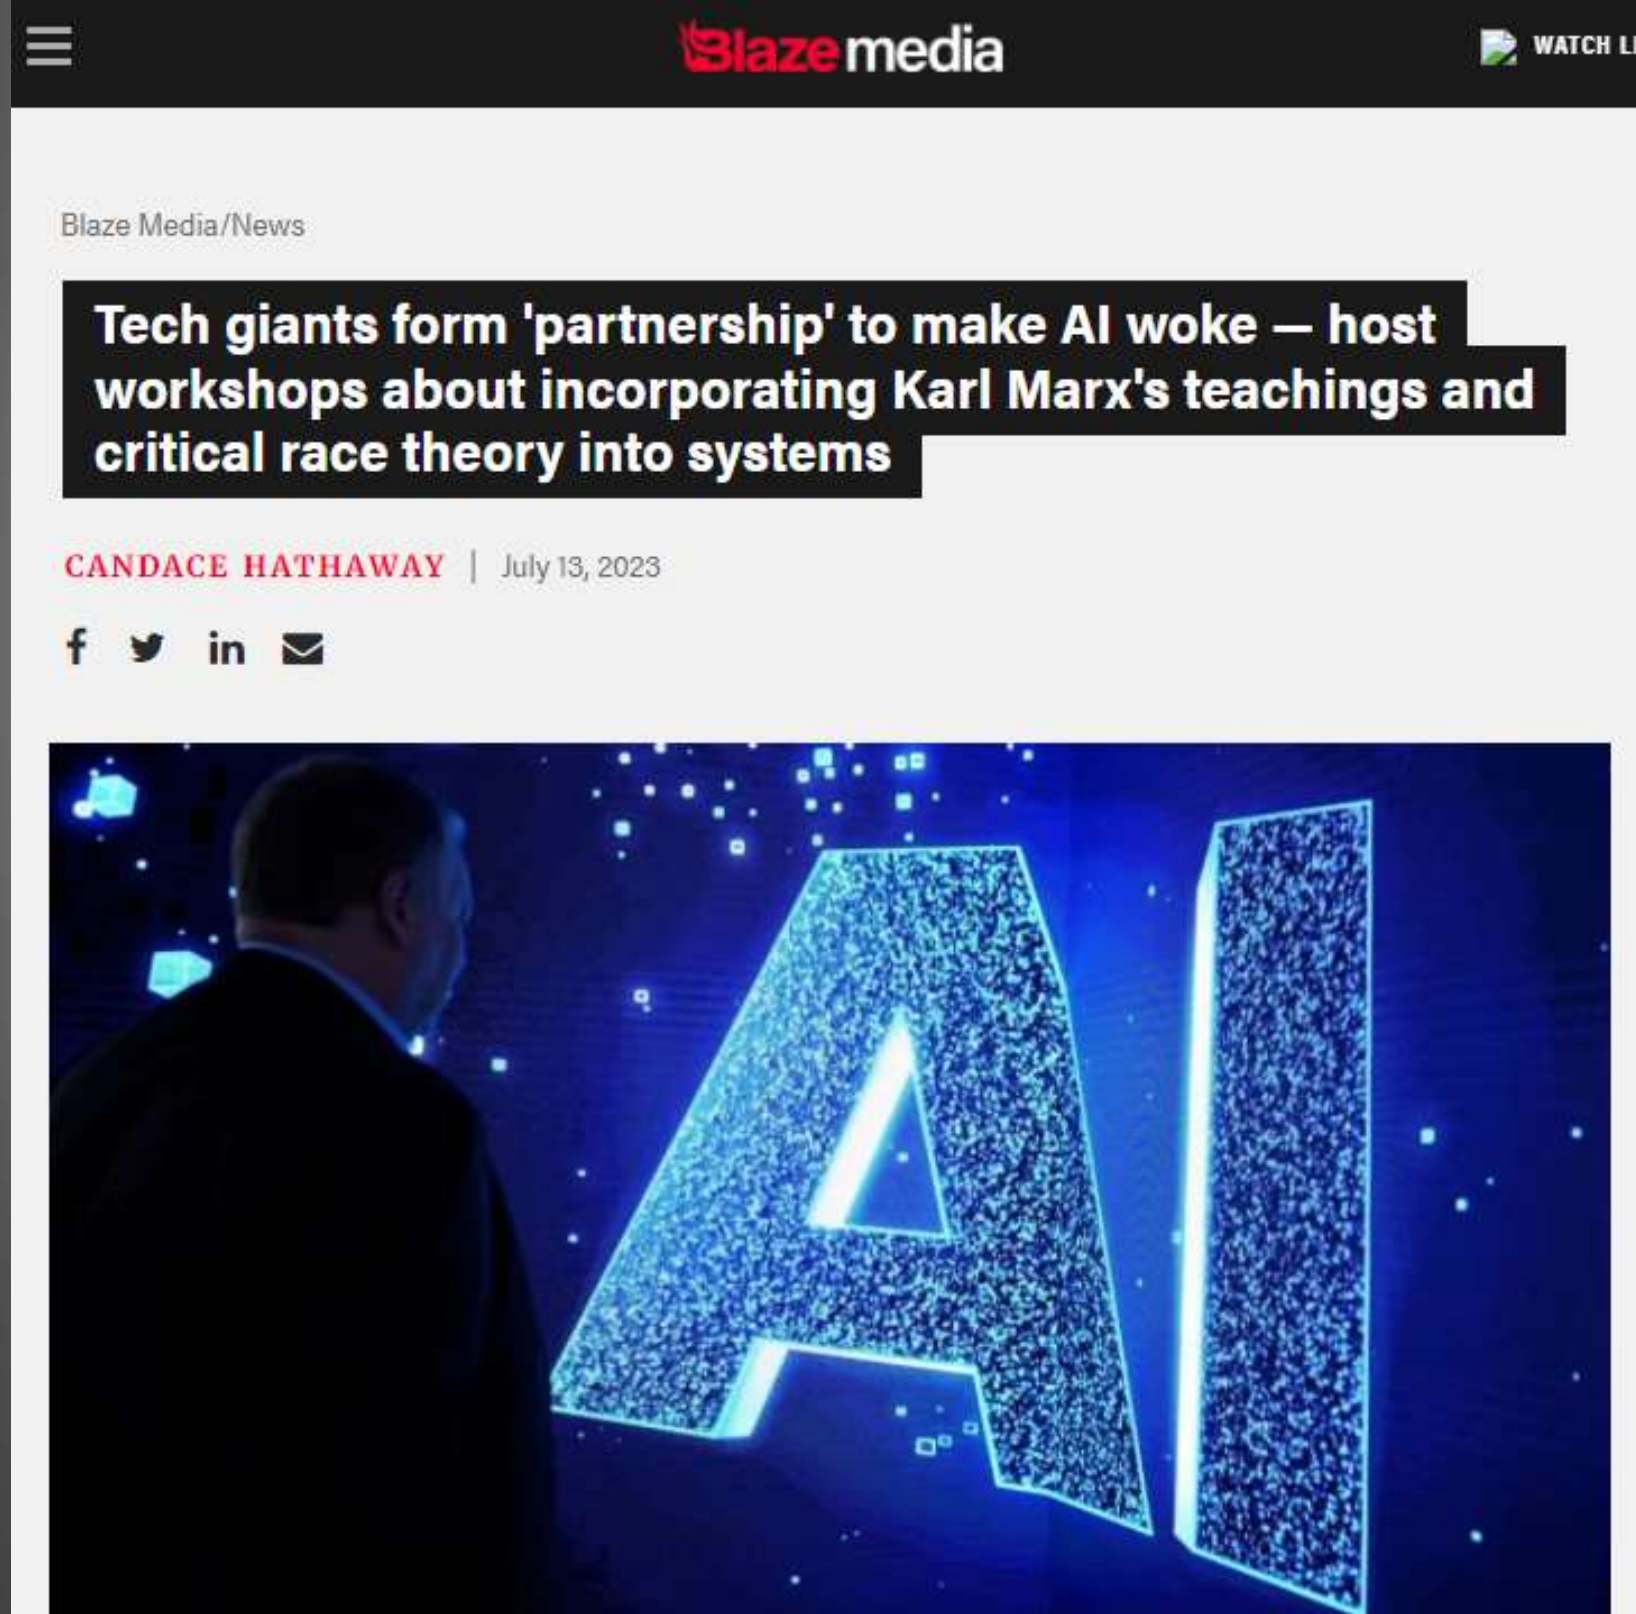 Blaze media
WATCH LI
Blaze Media/News
Tech giants form 'partnership' to make AI woke — host
workshops about incorporating Karl Marx's teachings and
critical race theory into systems
CANDACE HATHAWAY | July 13, 2023
AI